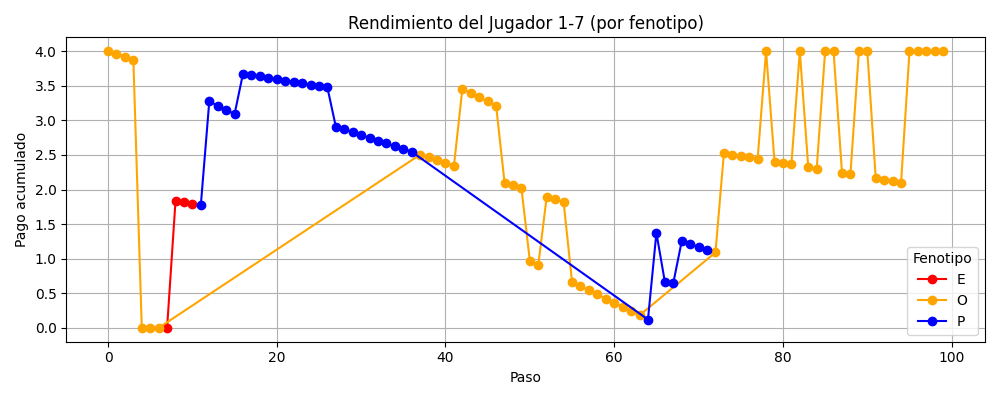 Rendimiento del Jugador 1-7 (por fenotipo)
Pago acumulado
4.0
3.5
3.0
2.5
2.0
1.5
1.0
0.5
0.0
Fenotipo
E
O
P
0 20 40 60 80 100
Paso